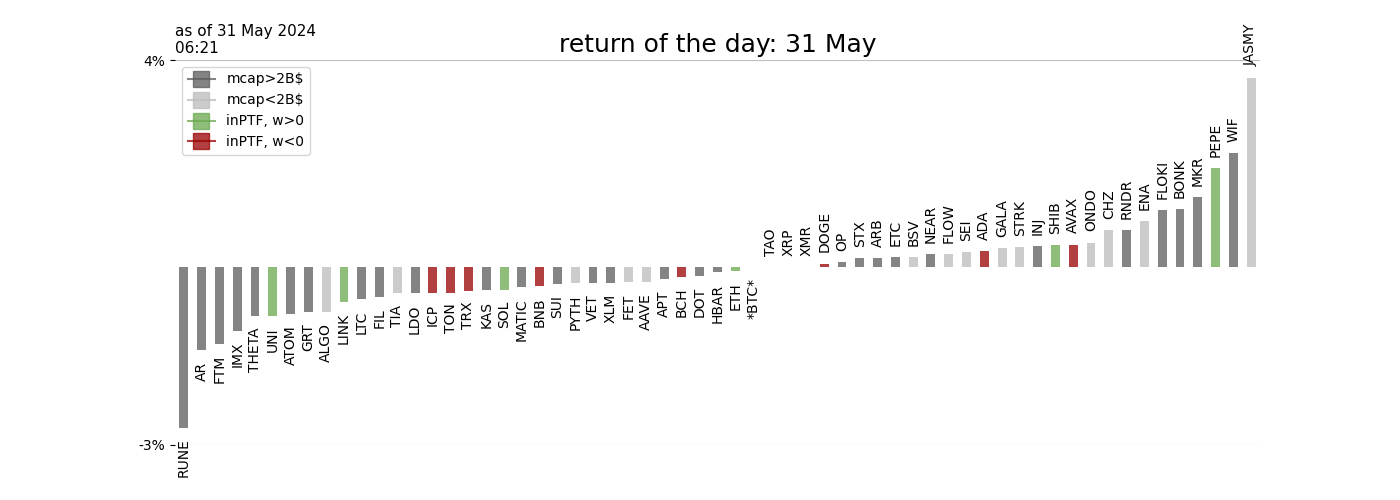 as of 31 May 2024
06:21
return of the day: 31 May
4%
-3%
mcap>2B$
mcap<2B$
inPTF, w>0
inPTF, w<0
RUNE
AR
FTM
IMX
THETA
UNI
ATOM
GRT
ALGO
LINK
LTC
FIL
TIA
LDO
ICP
TON
TRX
KAS
SOL
MATIC
BNB
SUI
PYTH
VET
XLM
FET
AAVE
APT
BCH
DOT
HBAR
ETH
*BTC*
TAO
XRP
XMR
DOGE
OP
STX
ARB
ETC
BSV
NEAR
FLOW
SEI
ADA
GALA
STRK
INJ
SHIB
AVAX
ONDO
CHZ
RNDR
ENA
FLOKI
BONK
MKR
PEPE
WIF
JASMY